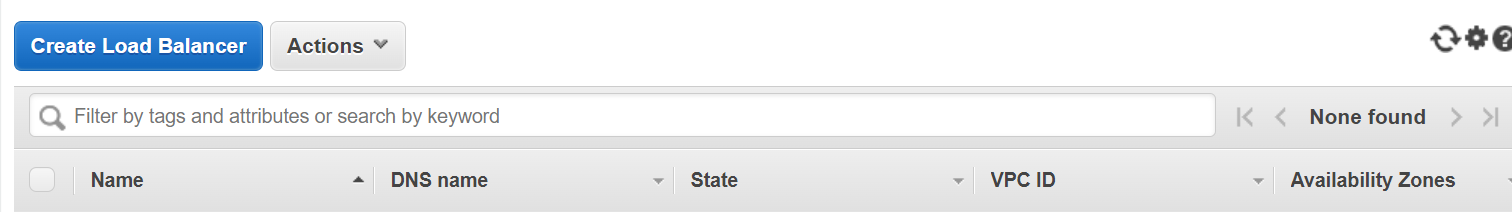 Create Load Balancer Actions
Filter by tags and attributes or search by keyword None found
Name DNS name State VPC ID Availability Zones